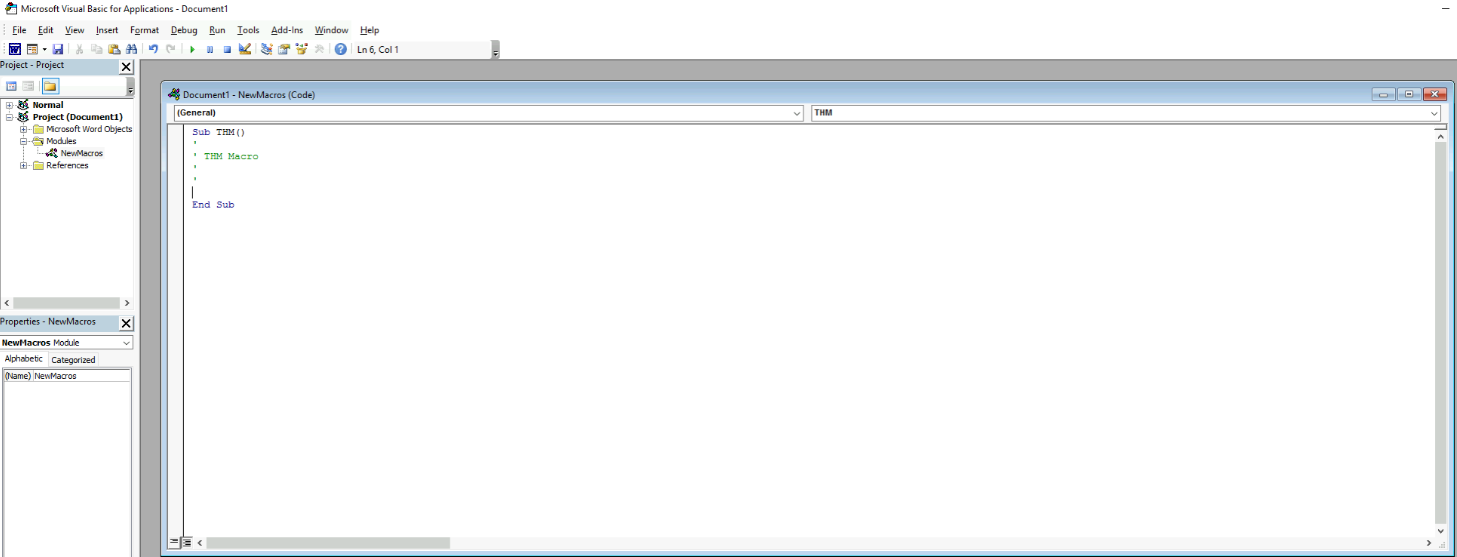 Microsoft Visual Basic for Applications - Document1
File Edit View Insert Format Debug Run Tools Add-Ins Window Help
Ln 6, Col 1
Project - Project
Normal
Project (Document1)
Microsoft Word Objects
Modules
NewMacros
References
Properties - NewMacros
NewMacros Module
Alphabetic Categorized
(Name) NewMacros
Document1 - NewMacros (Code)
(General) THM
Sub THM()
'
' THM Macro
'
'
End Sub